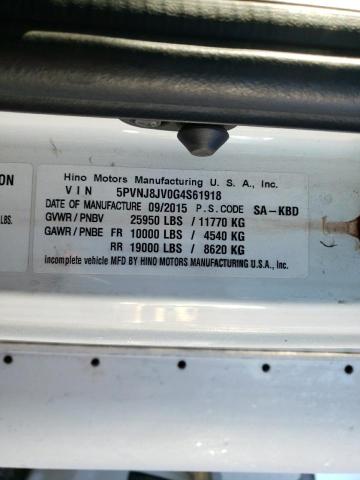 Hino Motors Manufacturing U. S. A., Inc.
VIN 5PVNJ8JV0G4S61918
DATE OF MANUFACTURE 09/2015 P.S.CODE SA-KBD
GVWR / PNBV 25950 LBS / 11770 KG
GAWR / PNBE FR 10000 LBS / 4540 KG
RR 19000 LBS / 8620 KG
incomplete vehicle MFD BY HINO MOTORS MANUFACTURING U.S.A., Inc.
ON
LBS.